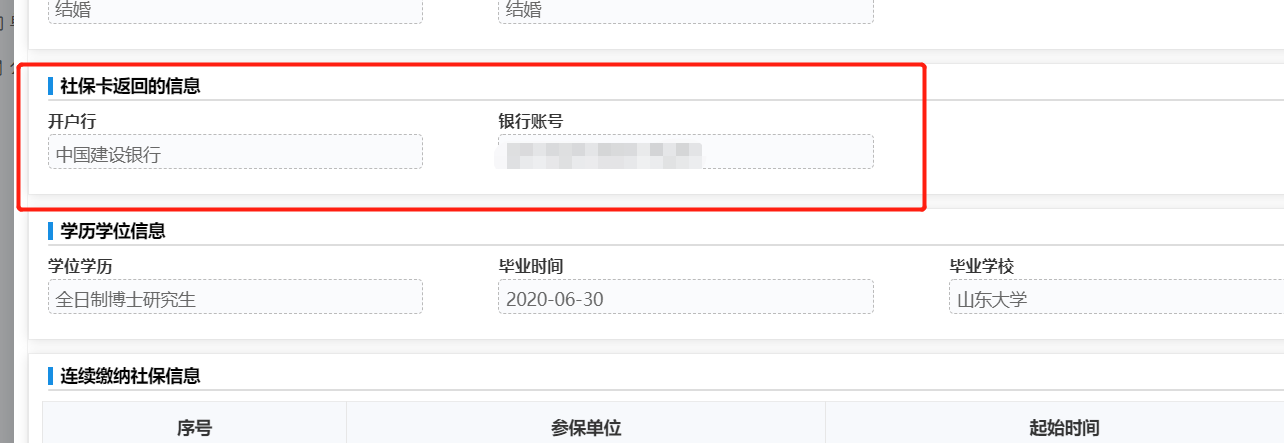 结婚 结婚
社保卡返回的信息
开户行 银行账号
中国建设银行
学历学位信息
学位学历 毕业时间 毕业学校
全日制博士研究生 2020-06-30 山东大学
连续缴纳社保信息
序号 参保单位 起始时间